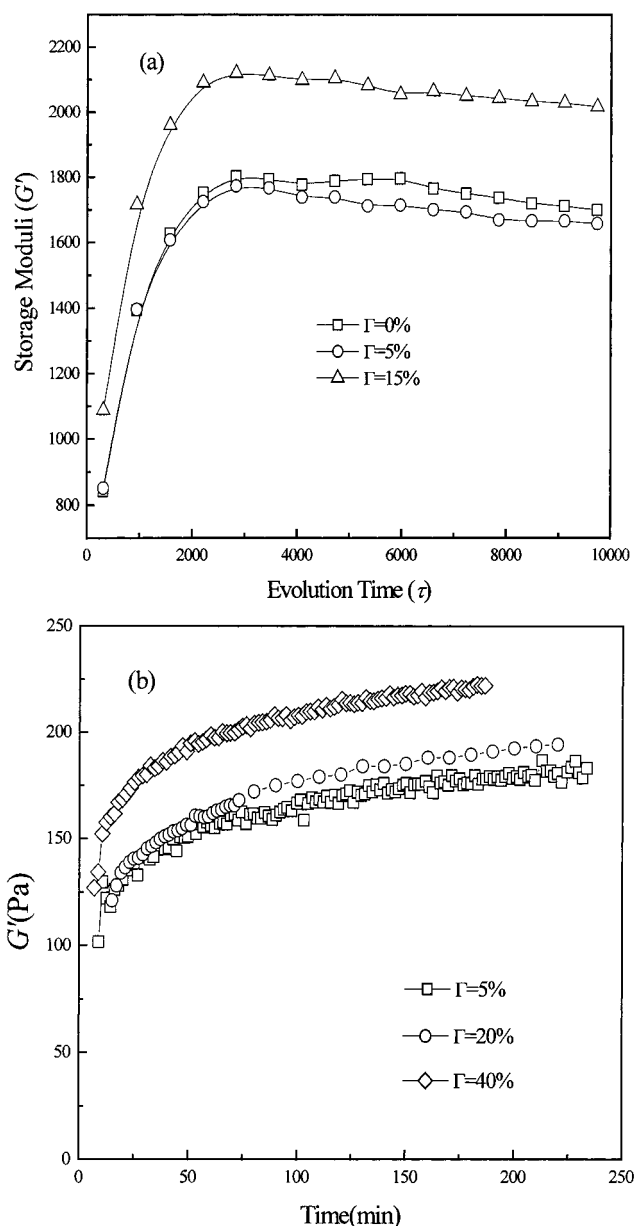 (a)
2200
2000
1800
1600
1400
1200
1000
800
Storage Moduli (G')
Γ=0%
Γ=5%
Γ=15%
0
2000
4000
6000
8000
10000
Evolution Time (τ)
(b)
250
200
150
100
50
0
G'(Pa)
Γ=5%
Γ=20%
Γ=40%
0
50
100
150
200
250
Time(min)